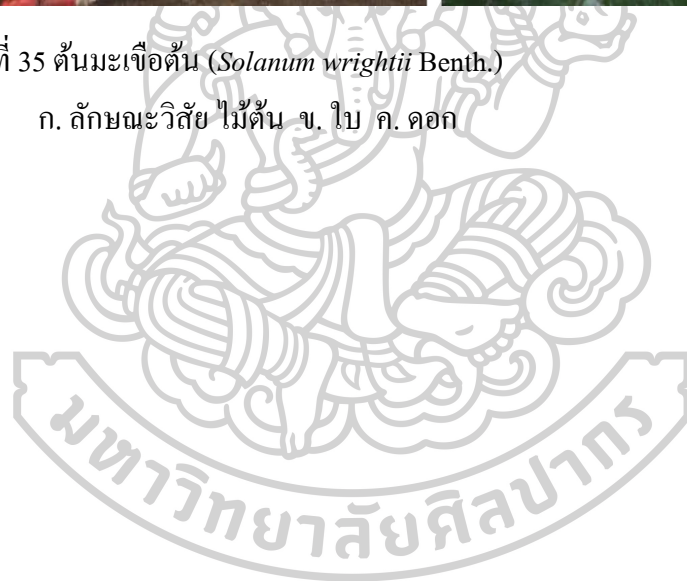 ที่ 35 ต้นมะเขือต้น (Solanum wrightii Benth.)
ก. ลักษณะวิสัย ไม้ต้น ข. ใบ ค. ดอก
มหาวิทยาลัยศิลปากร